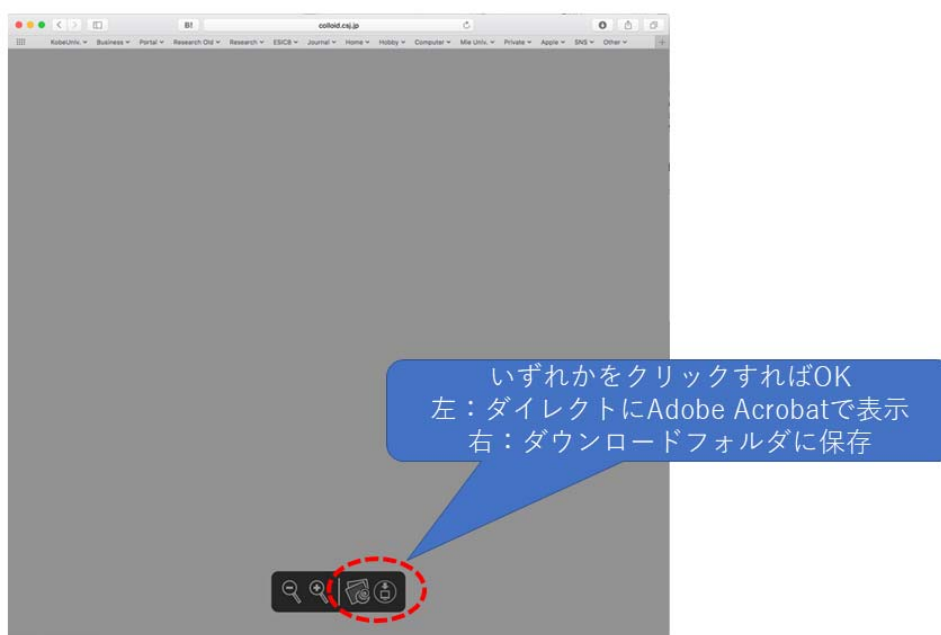 B!
colloid.csj.jp
KobeUniv. Business Portal Research Old Research ESICB Journal Home Hobby Computer Mie Univ. Private Apple SNS Other
いずれかをクリックすればOK
左：ダイレクトにAdobe Acrobatで表示
右：ダウンロードフォルダに保存